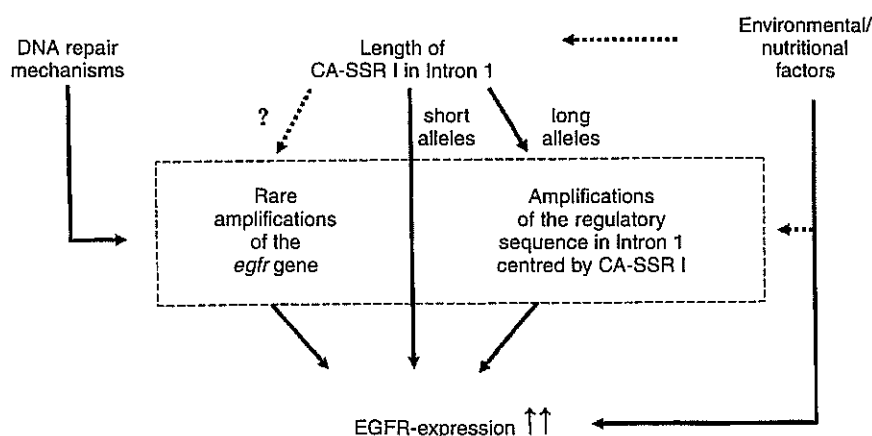 DNA repair
mechanisms
Length of
CA-SSR I in Intron 1
Environmental/
nutritional
factors
?
short
alleles
long
alleles
Rare
amplifications
of the
egfr gene
Amplifications
of the regulatory
sequence in Intron 1
centred by CA-SSR I
EGFR-expression ↑↑